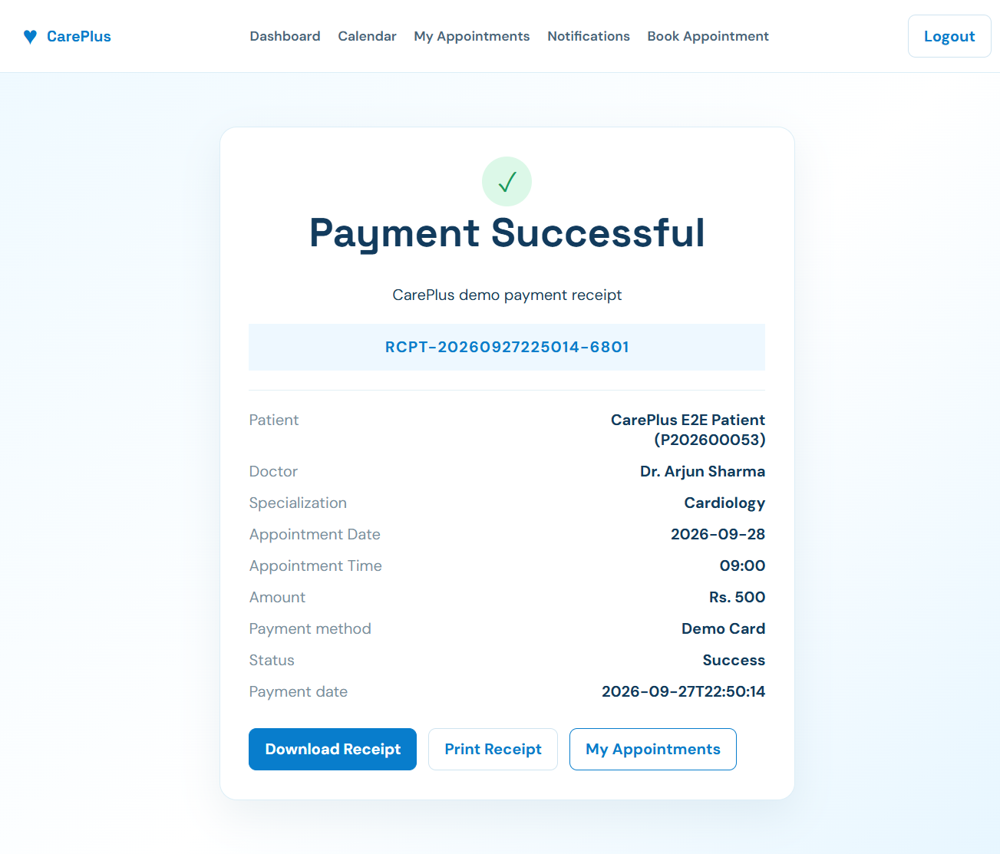 CarePlus
Dashboard
Calendar
My Appointments
Notifications
Book Appointment
Logout
Payment Successful
CarePlus demo payment receipt
RCPT-20260927225014-6801
Patient
CarePlus E2E Patient
(P202600053)
Doctor
Dr. Arjun Sharma
Specialization
Cardiology
Appointment Date
2026-09-28
Appointment Time
09:00
Amount
Rs. 500
Payment method
Demo Card
Status
Success
Payment date
2026-09-27T22:50:14
Download Receipt
Print Receipt
My Appointments